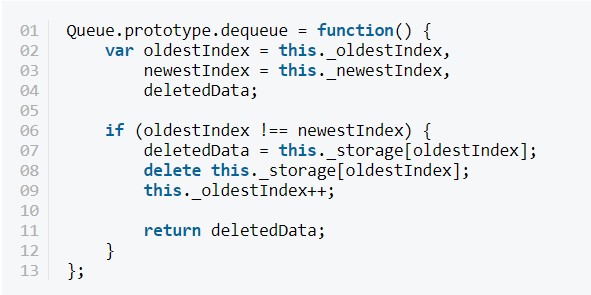 01 Queue.prototype.dequeue = function() {
02     var oldestIndex = this._oldestIndex,
03         newestIndex = this._newestIndex,
04         deletedData;
05
06     if (oldestIndex !== newestIndex) {
07         deletedData = this._storage[oldestIndex];
08         delete this._storage[oldestIndex];
09         this._oldestIndex++;
10
11         return deletedData;
12     }
13 };